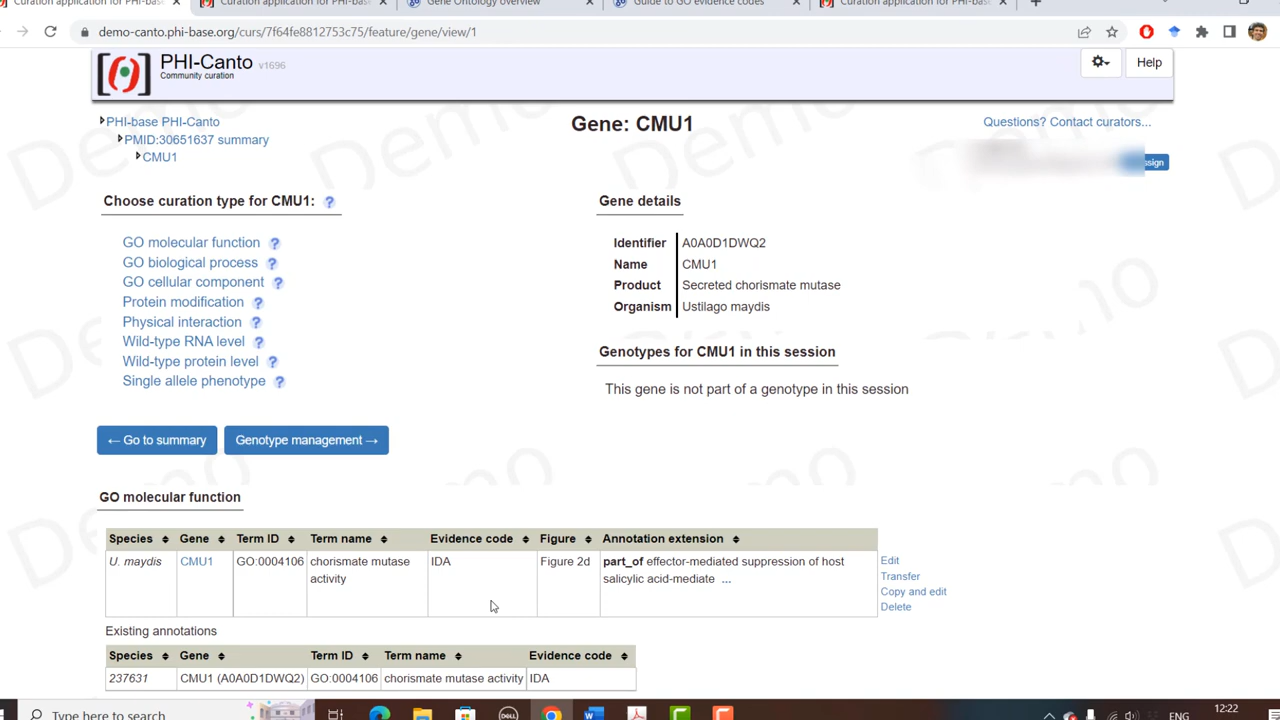 Curation application for PHI-bas
Curation application for PHI-bas
Gene Ontology overview
Guide to GO evidence codes
Curation application for PHI-bas
demo-canto.phi-base.org/curs/7f64fe8812753c75/feature/gene/view/1
PHI-Canto v1696
Community curation
Help
PHI-base PHI-Canto
PMID:30651637 summary
CMU1
Gene: CMU1
Questions? Contact curators...
sign
Choose curation type for CMU1: ?
GO molecular function ?
GO biological process ?
GO cellular component ?
Protein modification ?
Physical interaction ?
Wild-type RNA level ?
Wild-type protein level ?
Single allele phenotype ?
Gene details
Identifier A0A0D1DWQ2
Name CMU1
Product Secreted chorismate mutase
Organism Ustilago maydis
Genotypes for CMU1 in this session
This gene is not part of a genotype in this session
← Go to summary
Genotype management →
GO molecular function
Species Gene Term ID Term name Evidence code Figure Annotation extension
U. maydis CMU1 GO:0004106 chorismate mutase IDA Figure 2d part_of effector-mediated suppression of host
activity salicylic acid-mediate ...
Edit
Transfer
Copy and edit
Delete
Existing annotations
Species Gene Term ID Term name Evidence code
237631 CMU1 (A0A0D1DWQ2) GO:0004106 chorismate mutase activity IDA
Type here to search
DELL
ENG
12:22
Demo